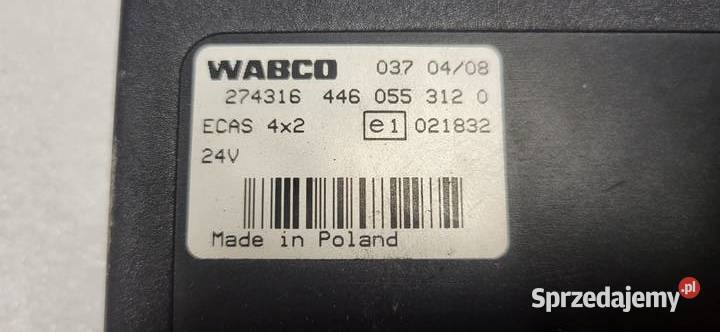 WABCO 037 04/08
274316 446 055 312 0
ECAS 4x2 e1 021832
24V
Made in Poland
Sprzedajemy.pl